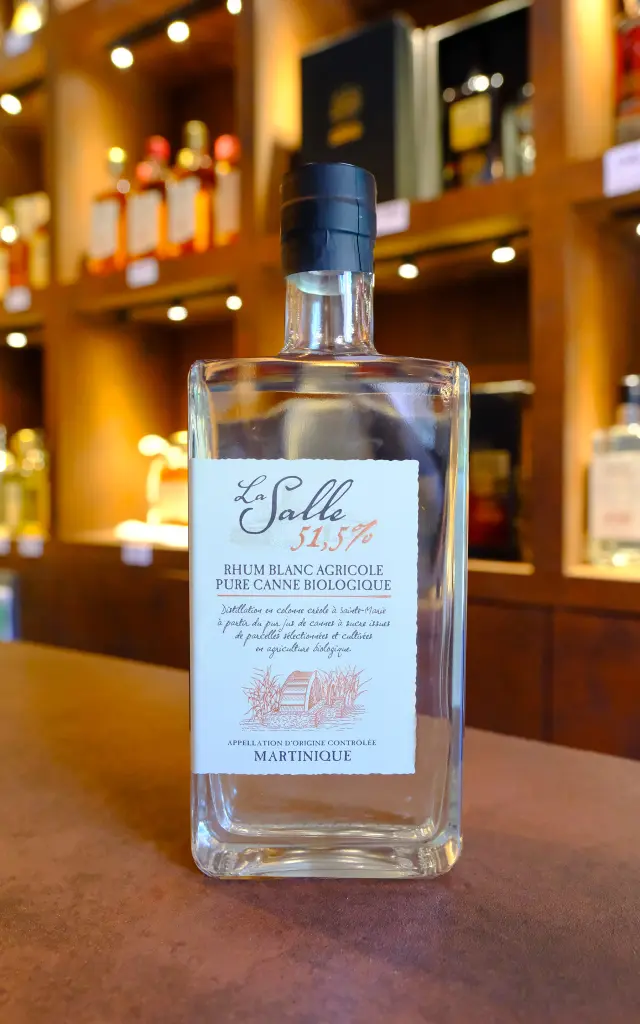 La Salle
51,5%
RHUM BLANC AGRICOLE
PURE CANNE BIOLOGIQUE
Distillation en colonne créole à Sainte-Marie
à partir du pur jus de cannes à sucre issues
de parcelles sélectionnées et cultivées
en agriculture biologique.
APPELLATION D'ORIGINE CONTRÔLÉE
MARTINIQUE